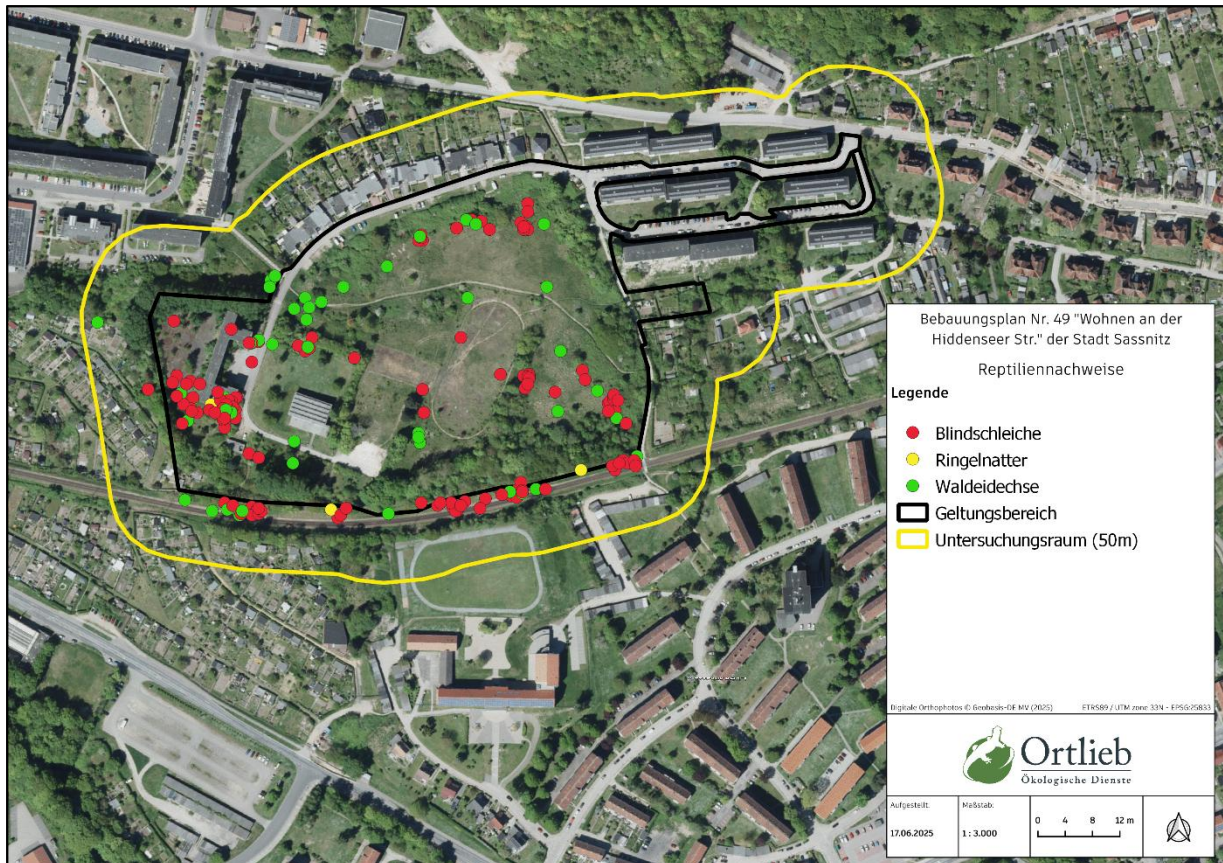 Bebauungsplan Nr. 49 "Wohnen an der
Hiddenseer Str." der Stadt Sassnitz
Reptiliennachweise
Legende
Blindschleiche
Ringelnatter
Waldeidechse
Geltungsbereich
Untersuchungsraum (50m)
Digitale Orthophotos © Geobasis-DE MV (2025) ETRS89 / UTM zone 33N - EPSG:25833
Ortlieb
Ökologische Dienste
Aufgestellt: Maßstab: 0 4 8 12 m
17.06.2025 1 : 3.000